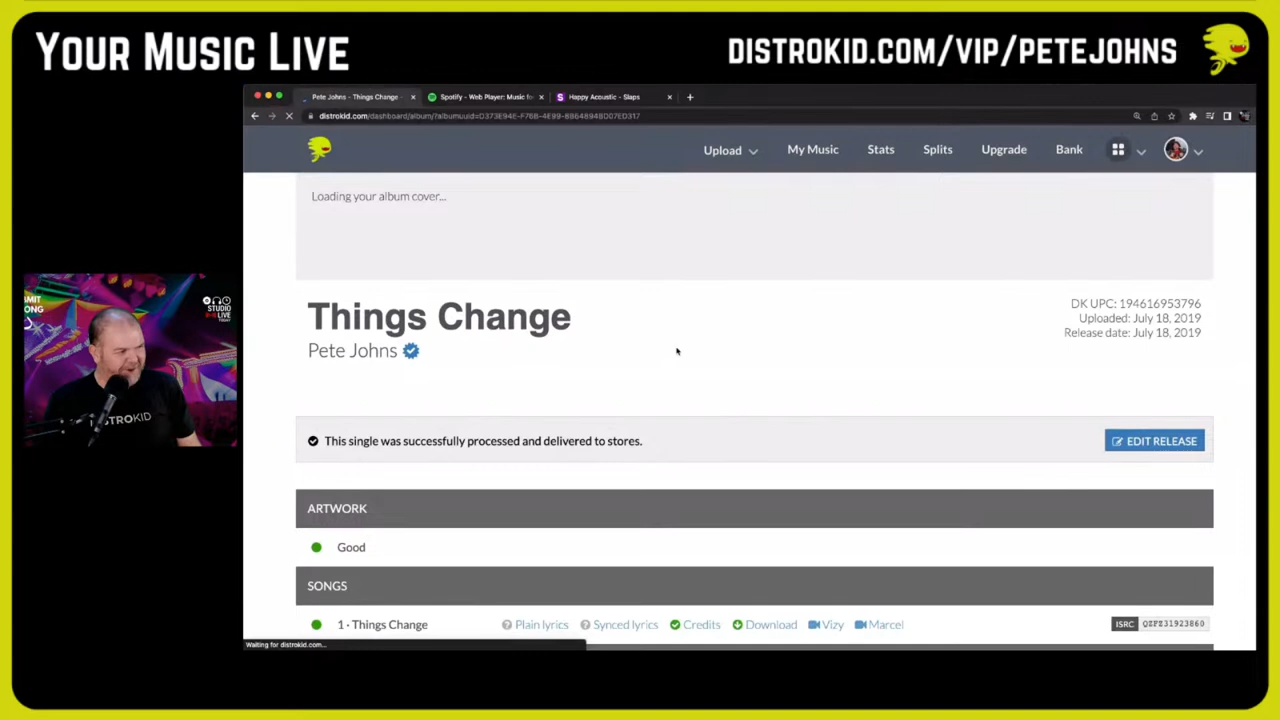 YOUR MUSIC LIVE
DISTROKID.COM/VIP/PETEJOHNS
Pete Johns - Things Change -
Spotify - Web Player: Music fo
Happy Acoustic - Slaps
distrokid.com/dashboard/album/?albumuuid=D373E94E-F76B-4E99-8B648948D07ED317
Upload
My Music
Stats
Splits
Upgrade
Bank
Loading your album cover...
Things Change
Pete Johns
DK UPC: 194616953796
Uploaded: July 18, 2019
Release date: July 18, 2019
This single was successfully processed and delivered to stores.
EDIT RELEASE
ARTWORK
Good
SONGS
1 · Things Change
Plain lyrics
Synced lyrics
Credits
Download
Vizy
Marcel
ISRC
QZFZ31923860
Waiting for distrokid.com...
STUDIO
LIVE
TODAY